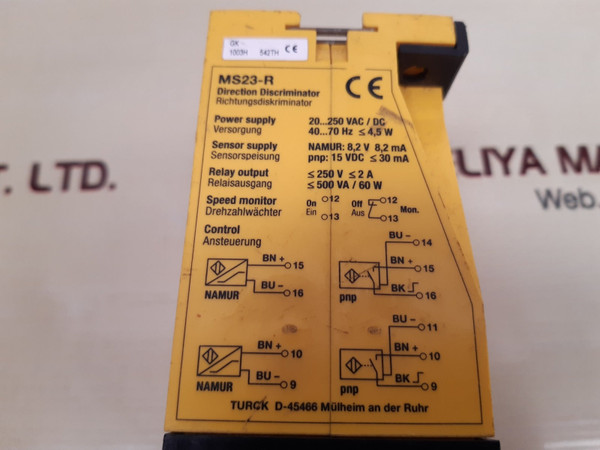 GK-
1003H 542TH CE
MS23-R CE
Direction Discriminator
Richtungsdiskriminator
Power supply 20...250 VAC / DC
Versorgung 40...70 Hz ≤ 4,5 W
Sensor supply NAMUR: 8,2 V 8,2 mA
Sensorspeisung pnp: 15 VDC ≤ 30 mA
Relay output ≤ 250 V ≤ 2 A
Relaisausgang ≤ 500 VA / 60 W
Speed monitor On 12 Off 12
Drehzahlwächter Ein 13 Aus 13 Mon.
Control
Ansteuerung
BU - 14
BN + 15 BN + 15
BU - 16 BK 16
NAMUR pnp
BU - 11
BN + 10 BN + 10
BU - 9 BK 9
NAMUR pnp
TURCK D-45466 Mülheim an der Ruhr
T. LTD.
LIYA MA
Web.